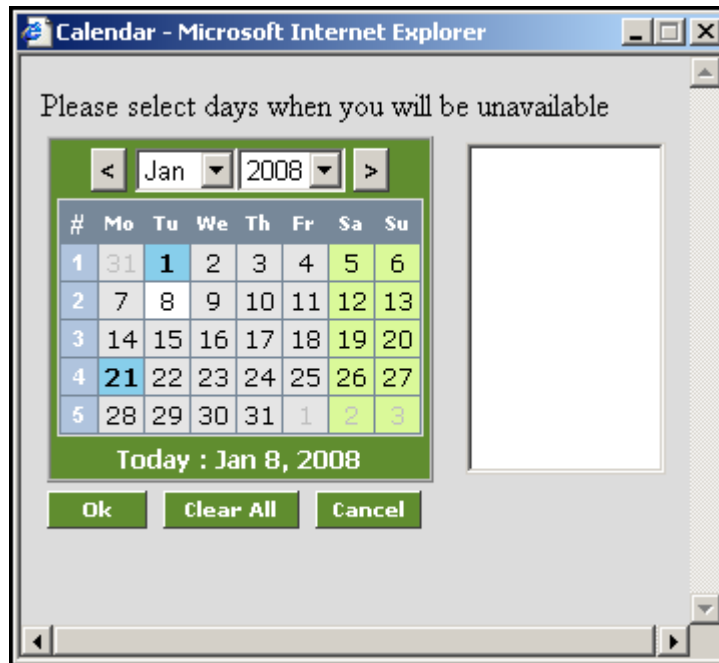 Calendar - Microsoft Internet Explorer
Please select days when you will be unavailable
< Jan 2008 >
# Mo Tu We Th Fr Sa Su
1 31 1 2 3 4 5 6
2 7 8 9 10 11 12 13
3 14 15 16 17 18 19 20
4 21 22 23 24 25 26 27
5 28 29 30 31 1 2 3
Today : Jan 8, 2008
Ok Clear All Cancel